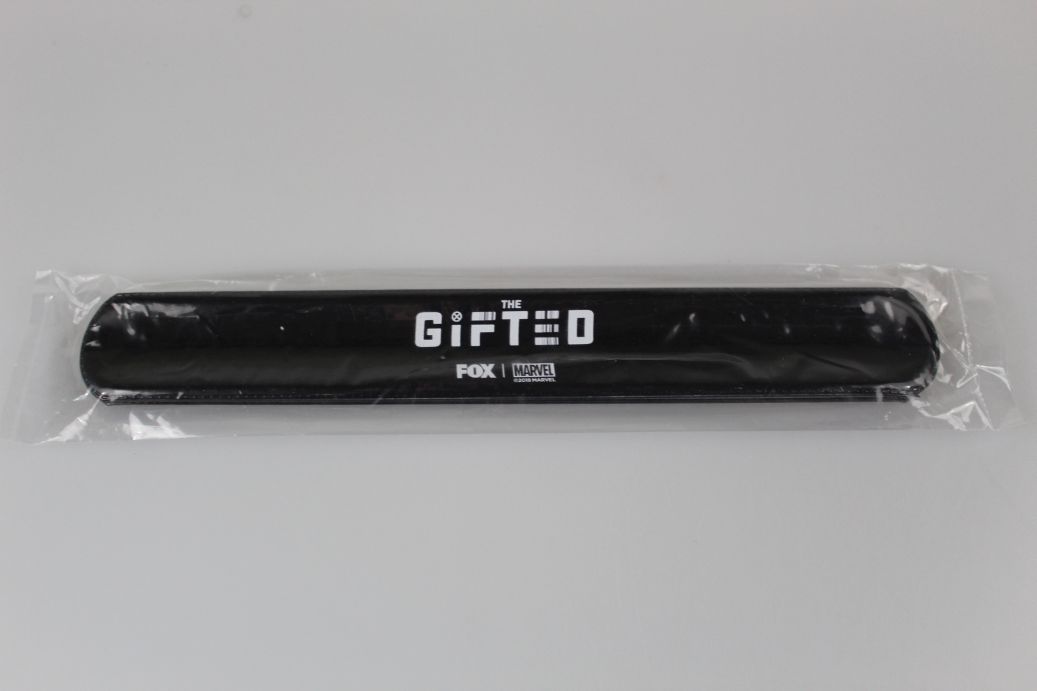 THE
GiFTED
FOX | MARVEL
©2018 MARVEL